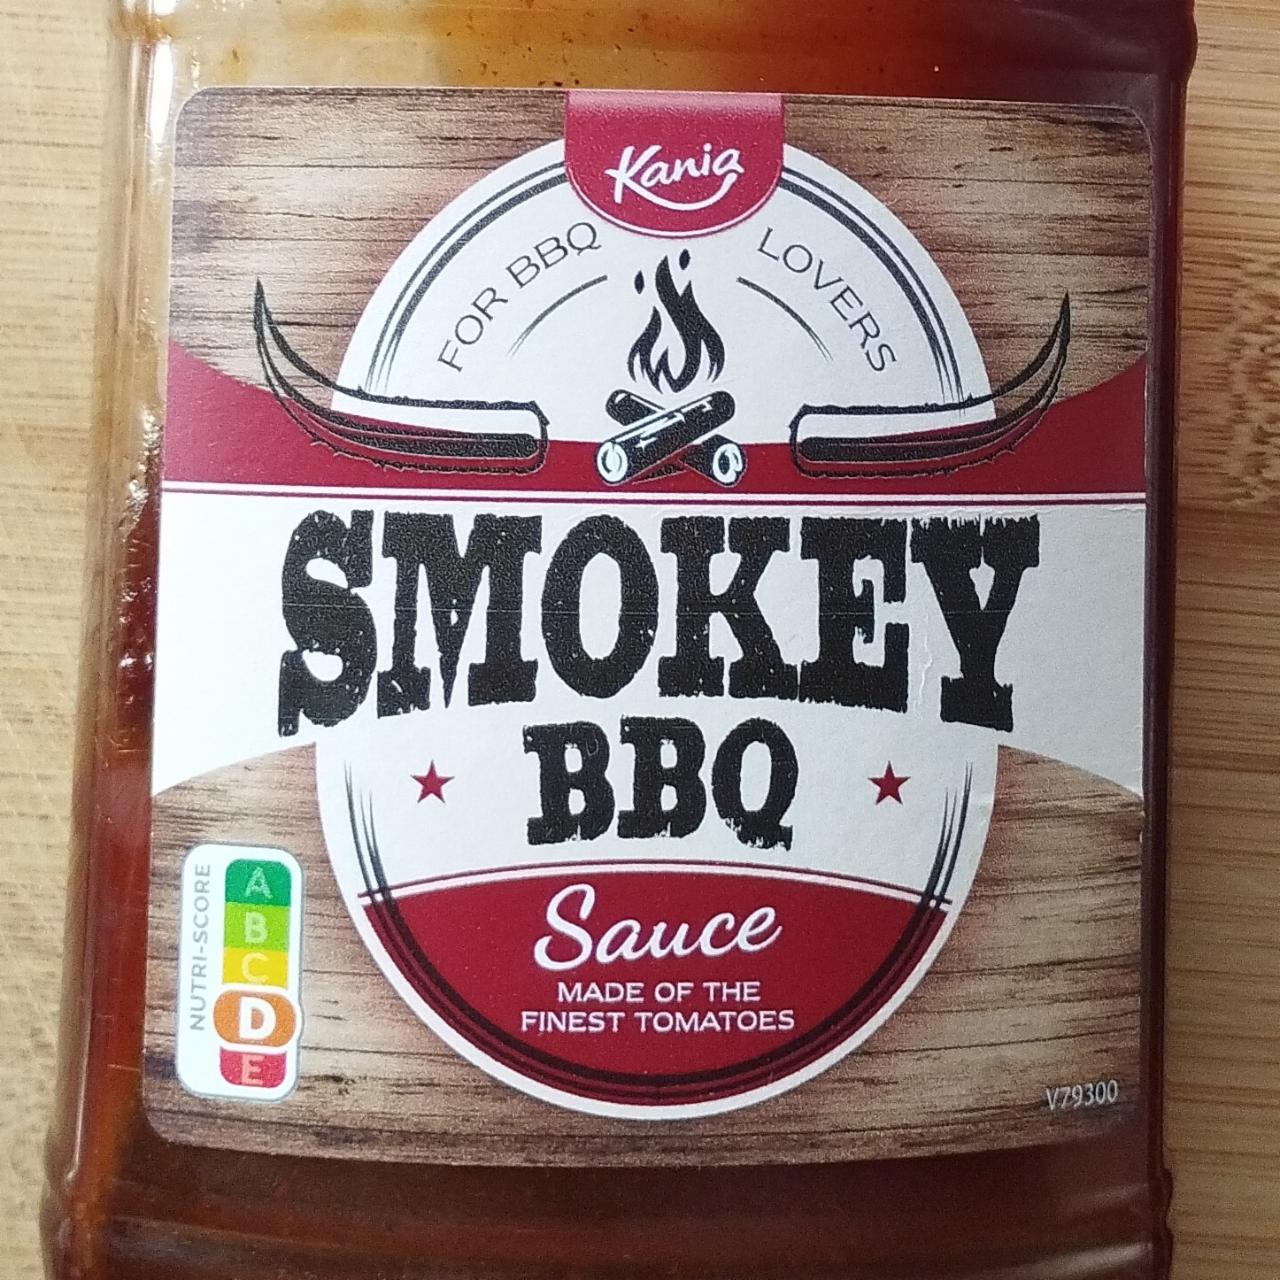 Kania
FOR BBQ LOVERS
SMOKEY
BBQ
Sauce
MADE OF THE
FINEST TOMATOES
NUTRI-SCORE
A
B
C
D
E
V79300